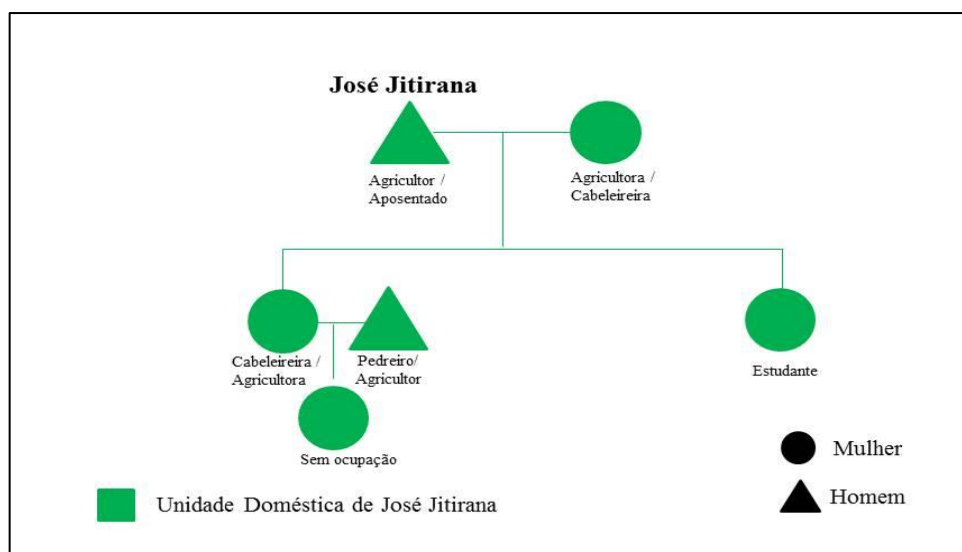 José Jitirana
Agricultor /
Aposentado
Agricultora /
Cabeleireira
Cabeleireira /
Agricultora
Pedreiro/
Agricultor
Estudante
Sem ocupação
Mulher
Homem
Unidade Doméstica de José Jitirana